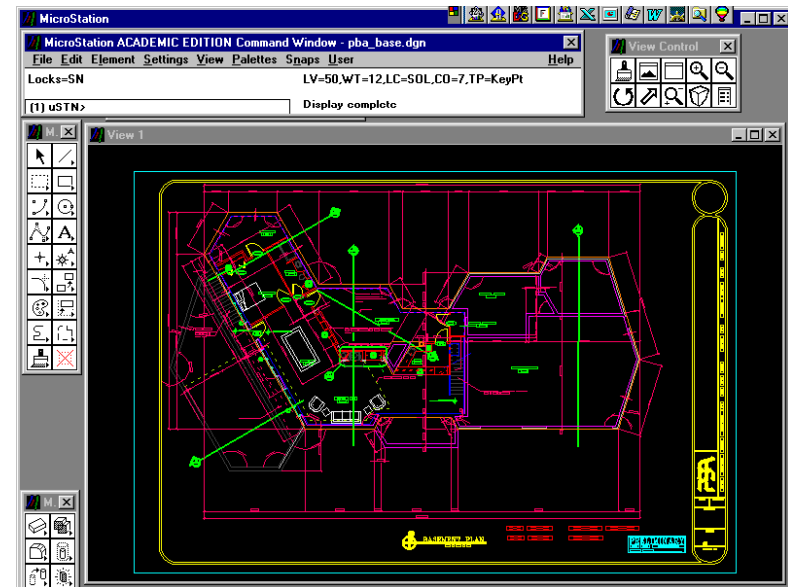 MicroStation
MicroStation ACADEMIC EDITION Command Window - pba_base.dgn
File Edit Element Settings View Palettes Snaps User Help
Locks=SN
LV=50,WT=12,LC=SOL,CO=7,TP=KeyPt
(1) uSTN>
Display complete
View Control
M.
View 1
M.
BASEMENT PLAN
PRELIMINARY